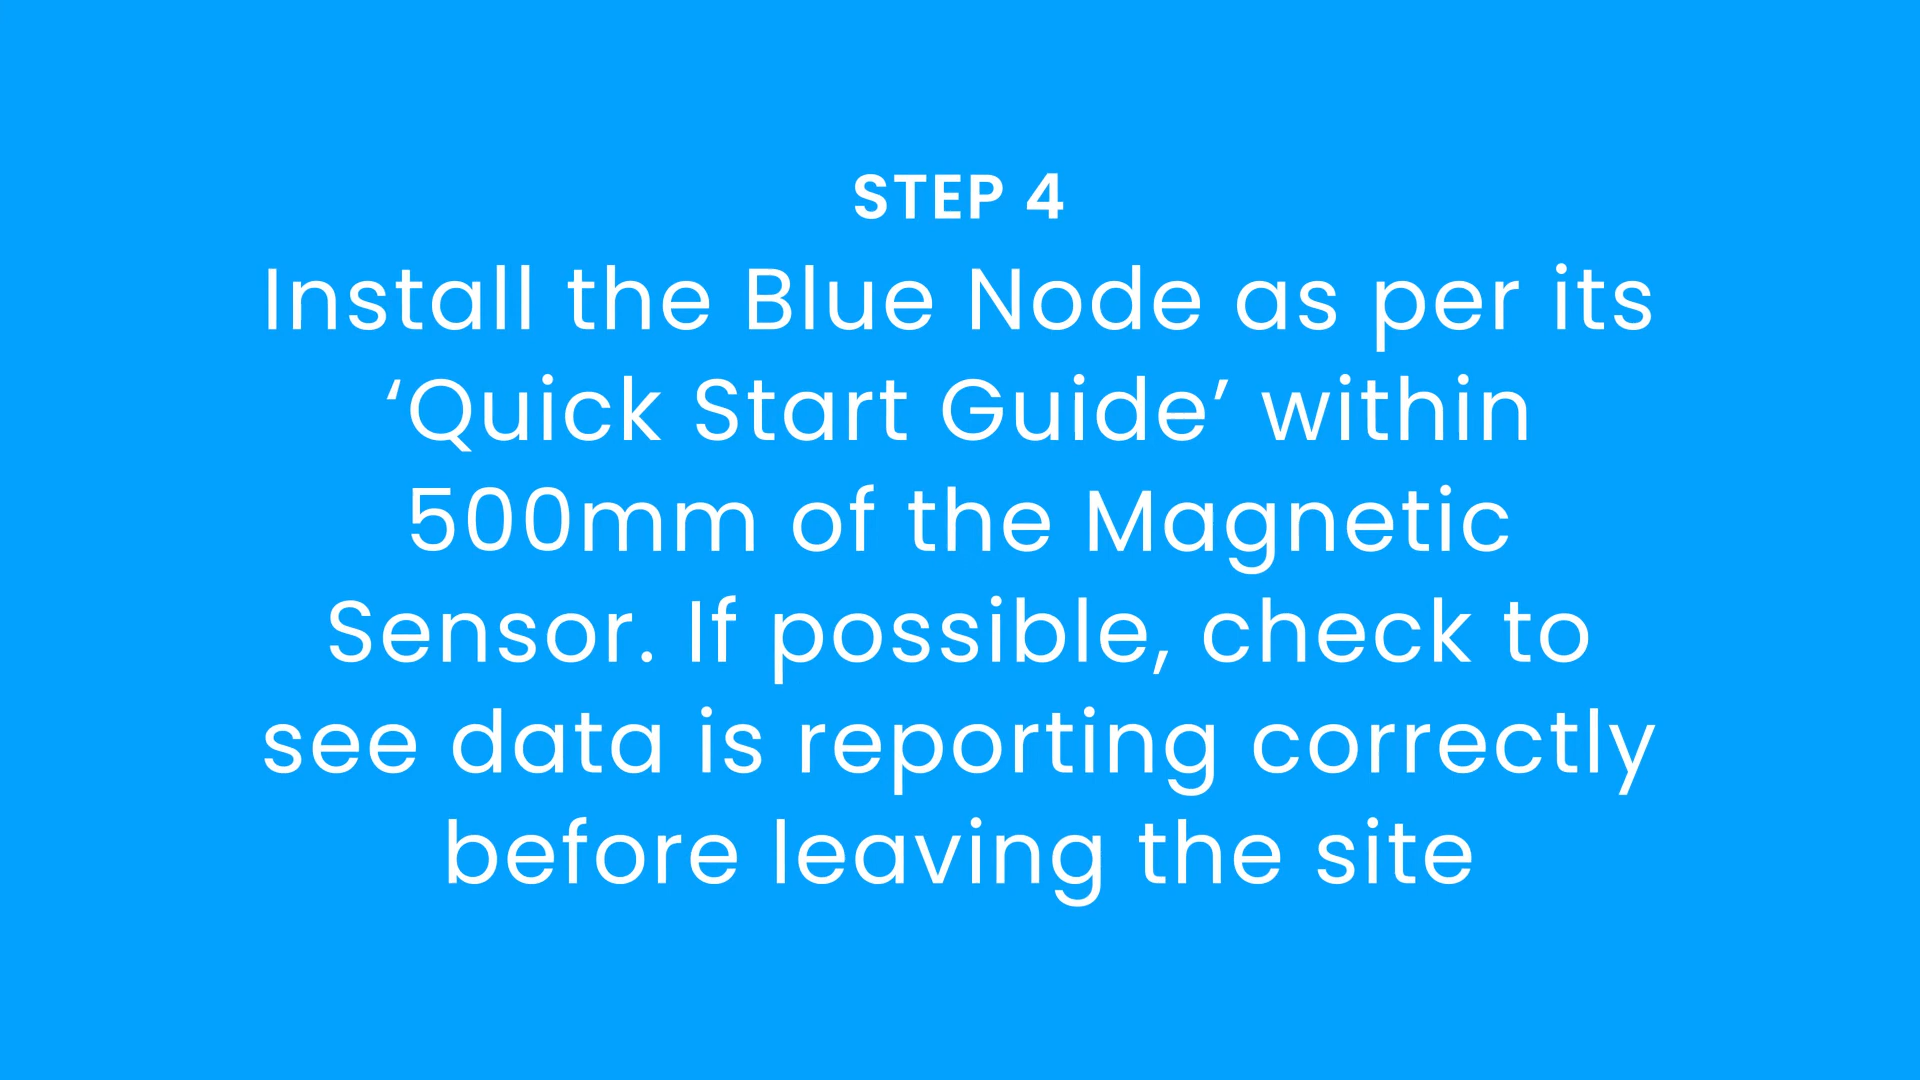 STEP 4
Install the Blue Node as per its
‘Quick Start Guide’ within
500mm of the Magnetic
Sensor. If possible, check to
see data is reporting correctly
before leaving the site